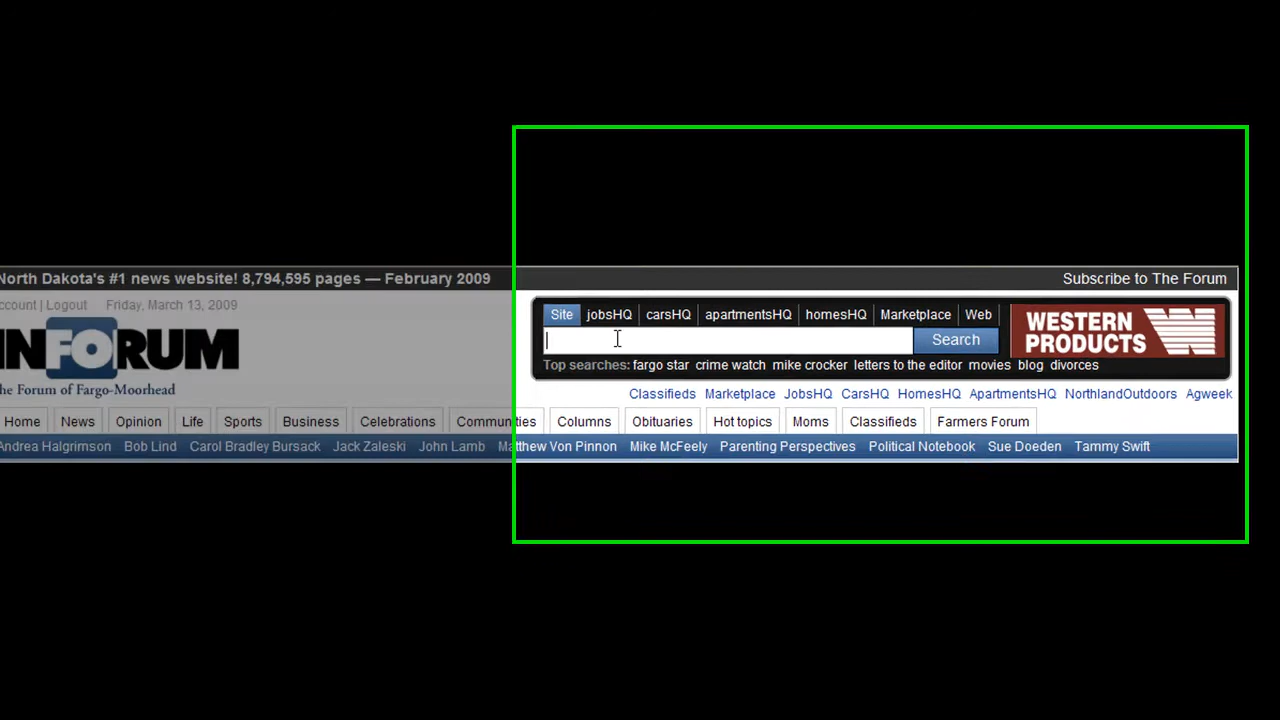 North Dakota's #1 news website! 8,794,595 pages — February 2009 Subscribe to The Forum
ccount | Logout Friday, March 13, 2009
Site jobsHQ carsHQ apartmentsHQ homesHQ Marketplace Web
INFORUM
Search
WESTERN PRODUCTS
Top searches: fargo star crime watch mike crocker letters to the editor movies blog divorces
he Forum of Fargo-Moorhead
Classifieds Marketplace JobsHQ CarsHQ HomesHQ ApartmentsHQ NorthlandOutdoors Agweek
Home News Opinion Life Sports Business Celebrations Communities Columns Obituaries Hot topics Moms Classifieds Farmers Forum
Andrea Halgrimson Bob Lind Carol Bradley Bursack Jack Zaleski John Lamb Matthew Von Pinnon Mike McFeely Parenting Perspectives Political Notebook Sue Doeden Tammy Swift